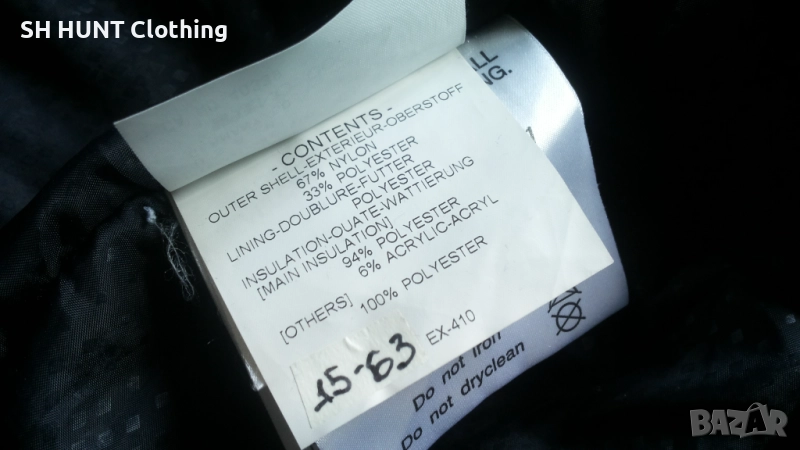 SH HUNT Clothing
- CONTENTS -
OUTER SHELL-EXTERIEUR-OBERSTOFF
67% NYLON
33% POLYESTER
LINING-DOUBLURE-FUTTER
POLYESTER
INSULATION-OUATE-WATTIERUNG
[MAIN INSULATION]
94% POLYESTER
6% ACRYLIC-ACRYL
[OTHERS] 100% POLYESTER
EX-410
15-63
Do not iron
Do not dryclean
BAZAR